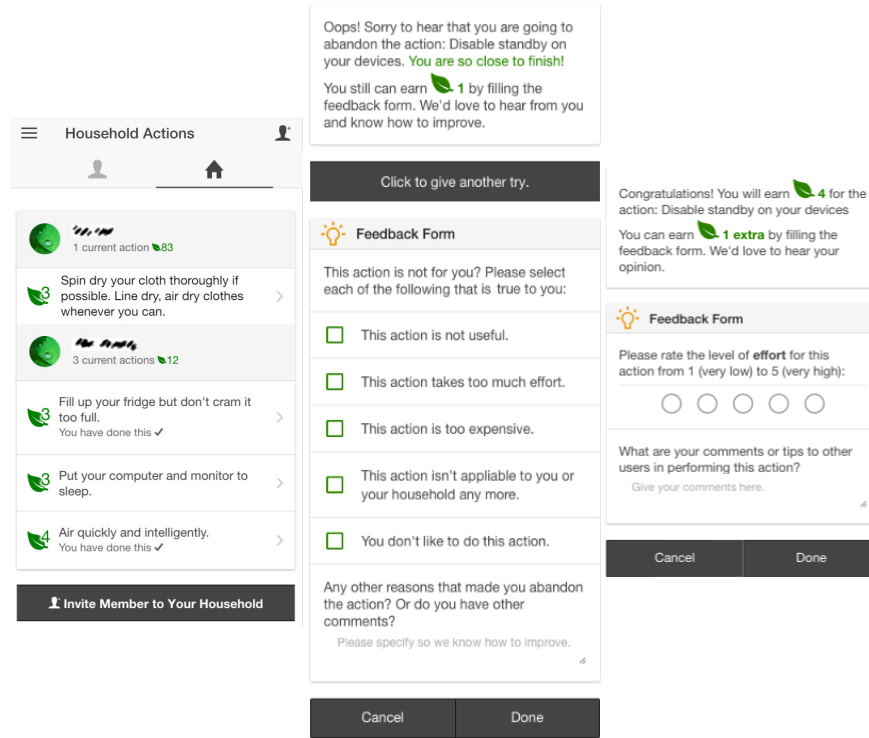 Household Actions
1 current action 83
3
Spin dry your cloth thoroughly if
possible. Line dry, air dry clothes
whenever you can.
3 current actions 12
3
Fill up your fridge but don't cram it
too full.
You have done this ✓
3
Put your computer and monitor to
sleep.
4
Air quickly and intelligently.
You have done this ✓
Invite Member to Your Household
Oops! Sorry to hear that you are going to
abandon the action: Disable standby on
your devices. You are so close to finish!
You still can earn 1 by filling the
feedback form. We'd love to hear from you
and know how to improve.
Click to give another try.
Feedback Form
This action is not for you? Please select
each of the following that is true to you:
This action is not useful.
This action takes too much effort.
This action is too expensive.
This action isn't appliable to you or
your household any more.
You don't like to do this action.
Any other reasons that made you abandon
the action? Or do you have other
comments?
Please specify so we know how to improve.
Cancel Done
Congratulations! You will earn 4 for the
action: Disable standby on your devices
You can earn 1 extra by filling the
feedback form. We'd love to hear your
opinion.
Feedback Form
Please rate the level of effort for this
action from 1 (very low) to 5 (very high):
What are your comments or tips to other
users in performing this action?
Give your comments here.
Cancel Done